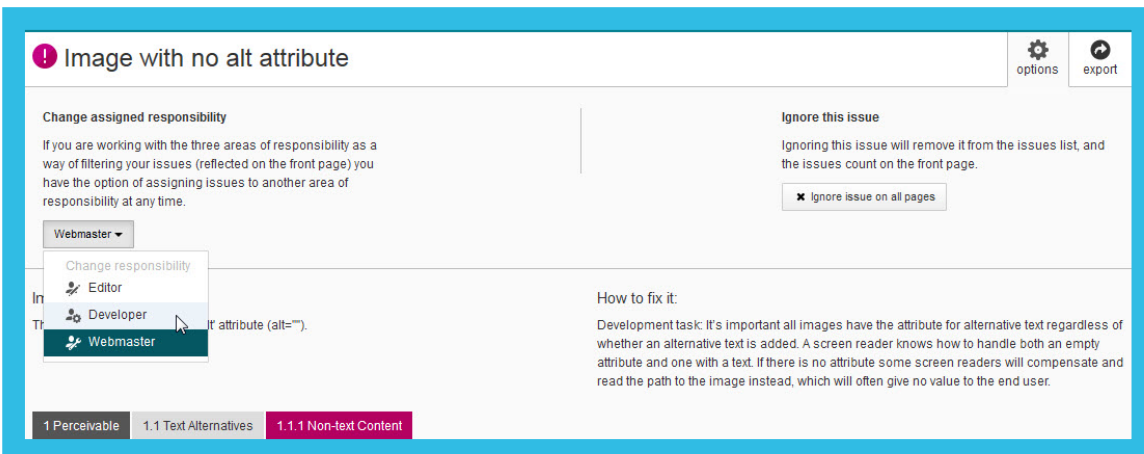 Image with no alt attribute
options
export
Change assigned responsibility
If you are working with the three areas of responsibility as a
way of filtering your issues (reflected on the front page) you
have the option of assigning issues to another area of
responsibility at any time.
Webmaster
Change responsibility
Editor
Developer
Webmaster
Ignore this issue
Ignoring this issue will remove it from the issues list, and
the issues count on the front page.
Ignore issue on all pages
Im
Th
lt' attribute (alt="").
How to fix it:
Development task: It's important all images have the attribute for alternative text regardless of
whether an alternative text is added. A screen reader knows how to handle both an empty
attribute and one with a text. If there is no attribute some screen readers will compensate and
read the path to the image instead, which will often give no value to the end user.
1 Perceivable
1.1 Text Alternatives
1.1.1 Non-text Content